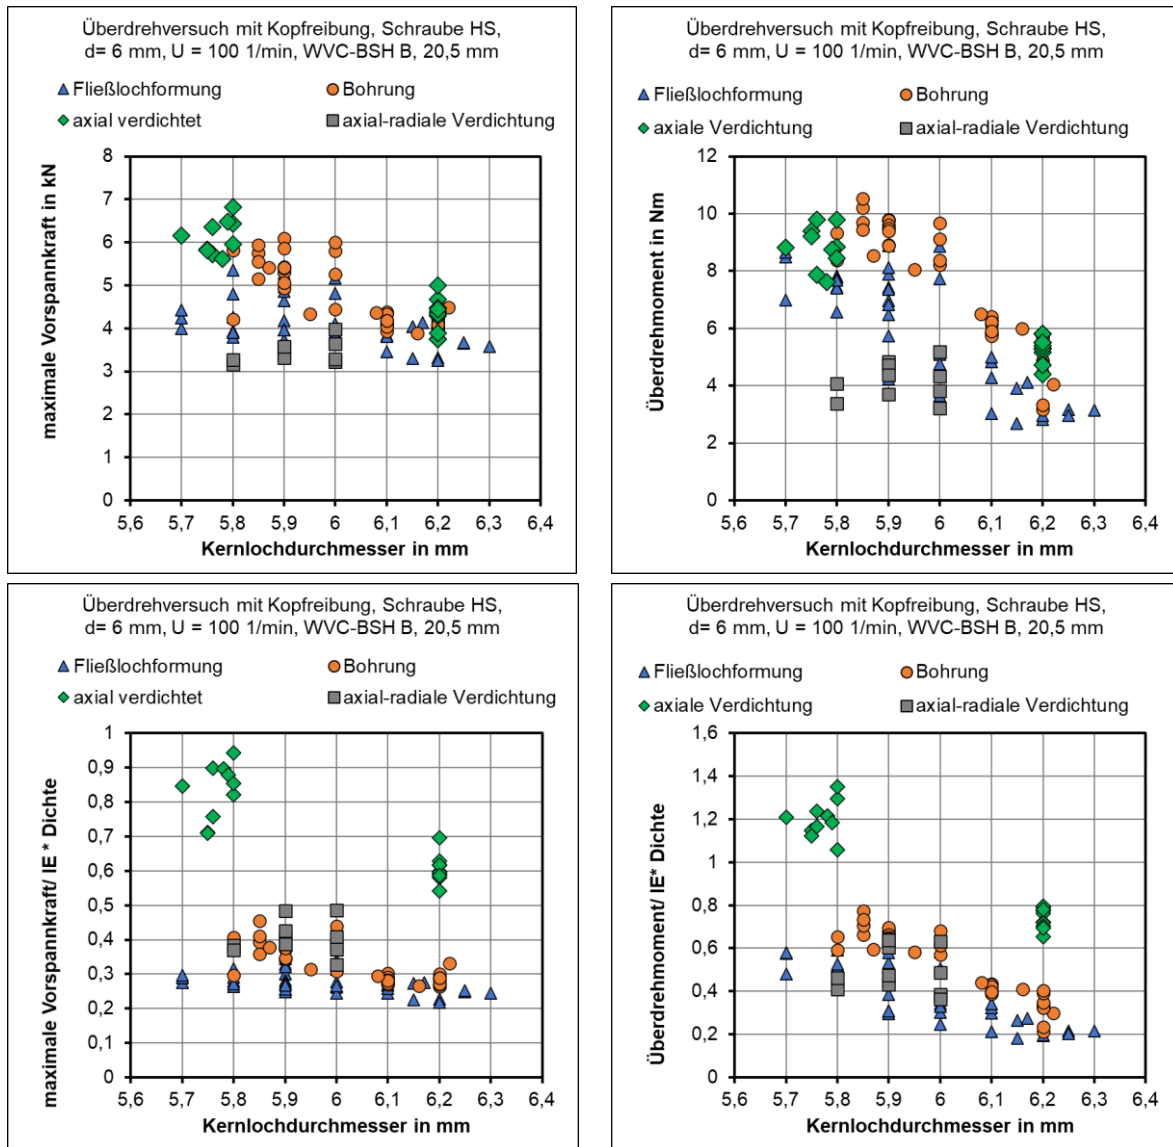 Überdrehversuch mit Kopfreibung, Schraube HS,
d= 6 mm, U = 100 1/min, WVC-BSH B, 20,5 mm
Fließlochformung
Bohrung
axial verdichtet
axial-radiale Verdichtung
maximale Vorspannkraft in kN
8
7
6
5
4
3
2
1
0
5,6 5,7 5,8 5,9 6 6,1 6,2 6,3 6,4
Kernlochdurchmesser in mm
Überdrehversuch mit Kopfreibung, Schraube HS,
d= 6 mm, U = 100 1/min, WVC-BSH B, 20,5 mm
Fließlochformung
Bohrung
axiale Verdichtung
axial-radiale Verdichtung
Überdrehmoment in Nm
12
10
8
6
4
2
0
5,6 5,7 5,8 5,9 6 6,1 6,2 6,3 6,4
Kernlochdurchmesser in mm
Überdrehversuch mit Kopfreibung, Schraube HS,
d= 6 mm, U = 100 1/min, WVC-BSH B, 20,5 mm
Fließlochformung
Bohrung
axial verdichtet
axial-radiale Verdichtung
maximale Vorspannkraft/ IE * Dichte
1
0,9
0,8
0,7
0,6
0,5
0,4
0,3
0,2
0,1
0
5,6 5,7 5,8 5,9 6 6,1 6,2 6,3 6,4
Kernlochdurchmesser in mm
Überdrehversuch mit Kopfreibung, Schraube HS,
d= 6 mm, U = 100 1/min, WVC-BSH B, 20,5 mm
Fließlochformung
Bohrung
axiale Verdichtung
axial-radiale Verdichtung
Überdrehmoment/ IE* Dichte
1,6
1,4
1,2
1
0,8
0,6
0,4
0,2
0
5,6 5,7 5,8 5,9 6 6,1 6,2 6,3 6,4
Kernlochdurchmesser in mm